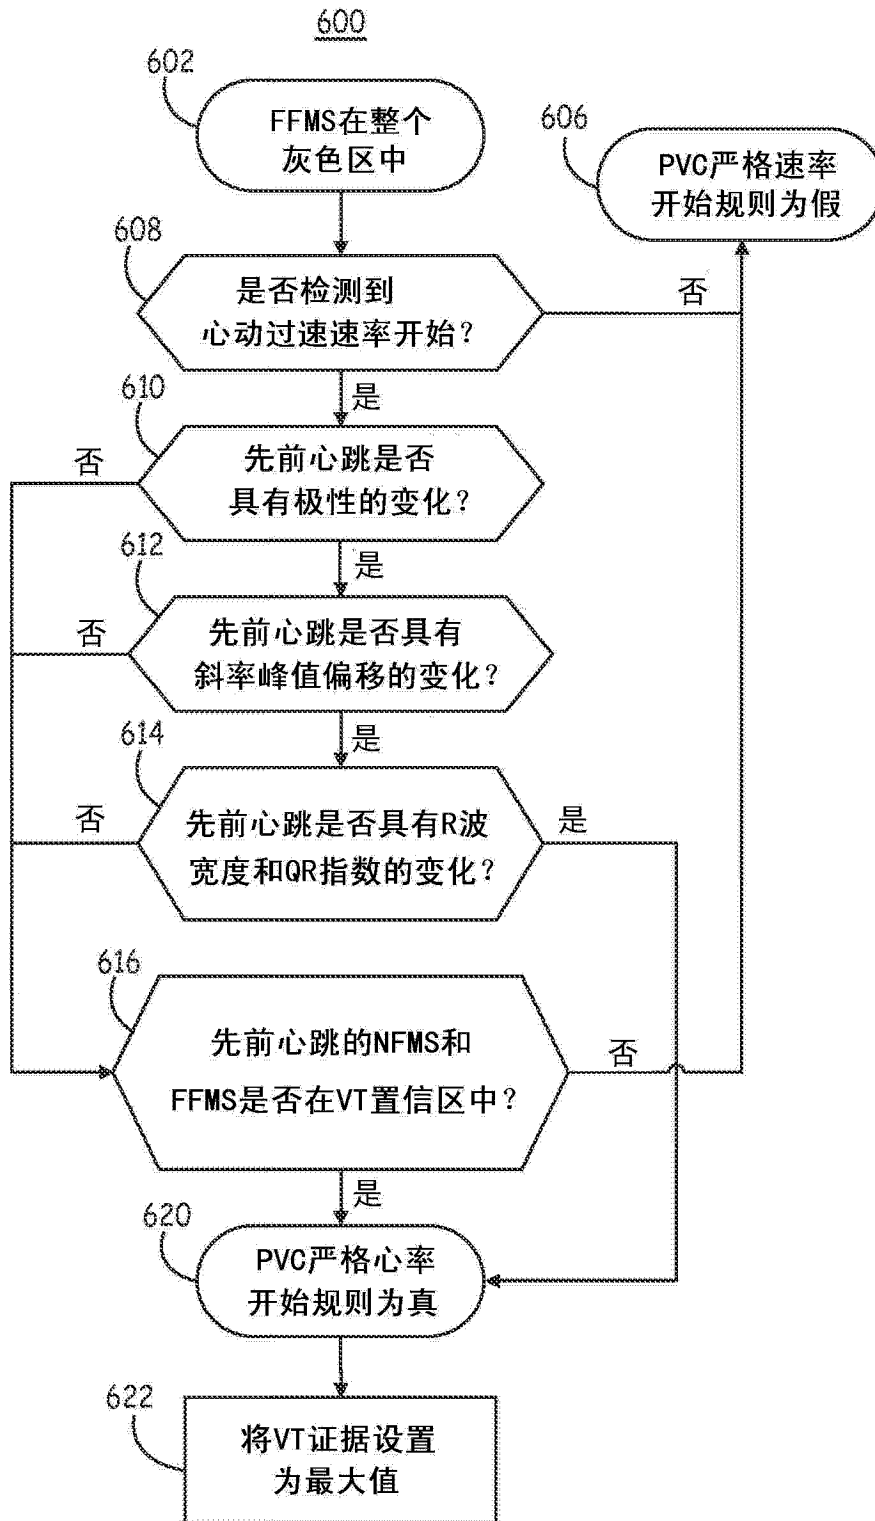 600
602
FFMS在整个
灰色区中
606
PVC严格速率
开始规则为假
608
是否检测到
心动过速速率开始?
否
是
610
先前心跳是否
具有极性的变化?
否
是
612
先前心跳是否具有
斜率峰值偏移的变化?
否
是
614
先前心跳是否具有R波
宽度和QR指数的变化?
否
是
616
先前心跳的NFMS和
FFMS是否在VT置信区中?
否
是
620
PVC严格心率
开始规则为真
622
将VT证据设置
为最大值